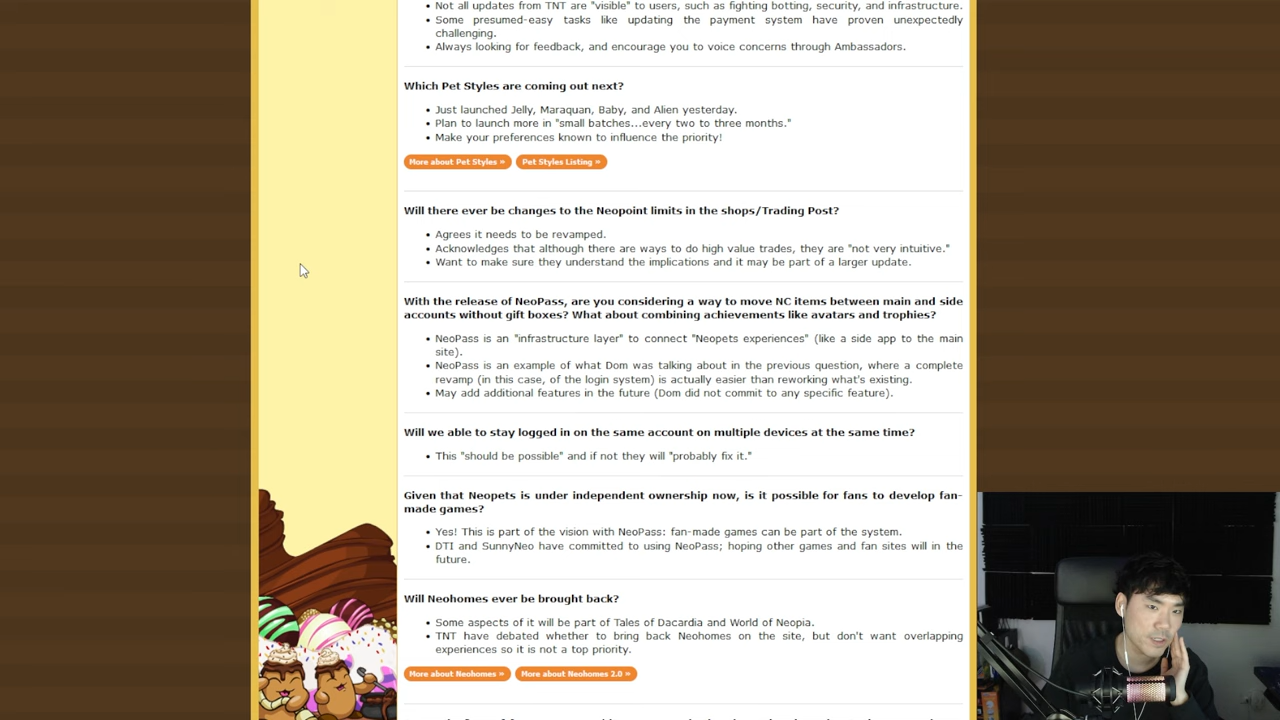 Not all updates from TNT are "visible" to users, such as fighting botting, security, and infrastructure.
Some presumed-easy tasks like updating the payment system have proven unexpectedly
challenging.
Always looking for feedback, and encourage you to voice concerns through Ambassadors.
Which Pet Styles are coming out next?
Just launched Jelly, Maraquan, Baby, and Alien yesterday.
Plan to launch more in "small batches...every two to three months."
Make your preferences known to influence the priority!
More about Pet Styles » Pet Styles Listing »
Will there ever be changes to the Neopoint limits in the shops/Trading Post?
Agrees it needs to be revamped.
Acknowledges that although there are ways to do high value trades, they are "not very intuitive."
Want to make sure they understand the implications and it may be part of a larger update.
With the release of NeoPass, are you considering a way to move NC items between main and side
accounts without gift boxes? What about combining achievements like avatars and trophies?
NeoPass is an "infrastructure layer" to connect "Neopets experiences" (like a side app to the main
site).
NeoPass is an example of what Dom was talking about in the previous question, where a complete
revamp (in this case, of the login system) is actually easier than reworking what's existing.
May add additional features in the future (Dom did not commit to any specific feature).
Will we able to stay logged in on the same account on multiple devices at the same time?
This "should be possible" and if not they will "probably fix it."
Given that Neopets is under independent ownership now, is it possible for fans to develop fan-
made games?
Yes! This is part of the vision with NeoPass: fan-made games can be part of the system.
DTI and SunnyNeo have committed to using NeoPass; hoping other games and fan sites will in the
future.
Will Neohomes ever be brought back?
Some aspects of it will be part of Tales of Dacardia and World of Neopia.
TNT have debated whether to bring back Neohomes on the site, but don't want overlapping
experiences so it is not a top priority.
More about Neohomes » More about Neohomes 2.0 »